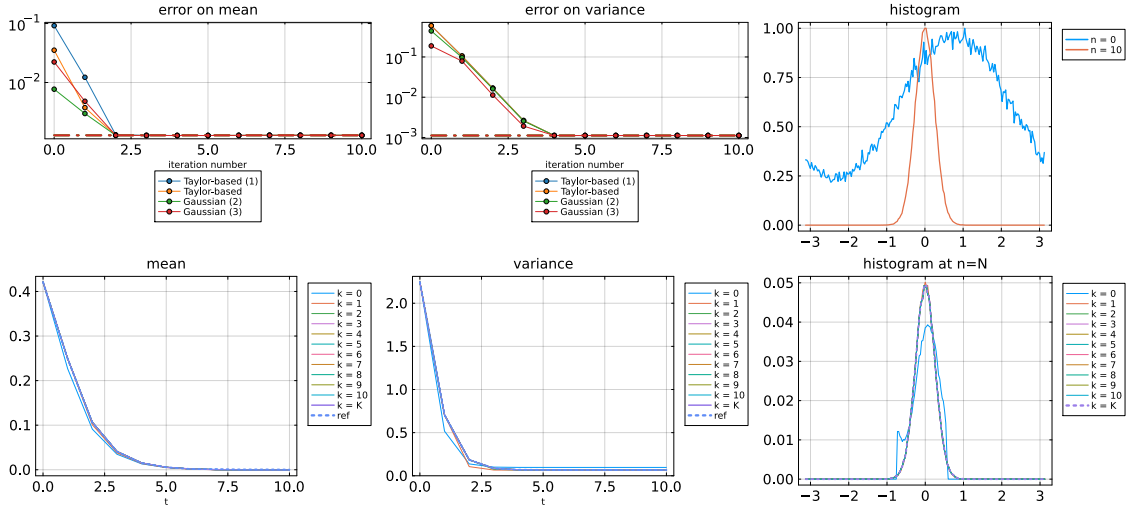 error on mean
10⁻¹
10⁻²
0.0 2.5 5.0 7.5 10.0
iteration number
Taylor-based (1)
Taylor-based
Gaussian (2)
Gaussian (3)
error on variance
10⁻¹
10⁻²
10⁻³
0.0 2.5 5.0 7.5 10.0
iteration number
Taylor-based (1)
Taylor-based
Gaussian (2)
Gaussian (3)
histogram
1.00
0.75
0.50
0.25
0.00
-3 -2 -1 0 1 2 3
n = 0
n = 10
mean
0.4
0.3
0.2
0.1
0.0
0.0 2.5 5.0 7.5 10.0
t
k = 0
k = 1
k = 2
k = 3
k = 4
k = 5
k = 6
k = 7
k = 8
k = 9
k = 10
k = K
ref
variance
2.0
1.5
1.0
0.5
0.0
0.0 2.5 5.0 7.5 10.0
t
k = 0
k = 1
k = 2
k = 3
k = 4
k = 5
k = 6
k = 7
k = 8
k = 9
k = 10
k = K
ref
histogram at n=N
0.05
0.04
0.03
0.02
0.01
0.00
-3 -2 -1 0 1 2 3
k = 0
k = 1
k = 2
k = 3
k = 4
k = 5
k = 6
k = 7
k = 8
k = 9
k = 10
k = K